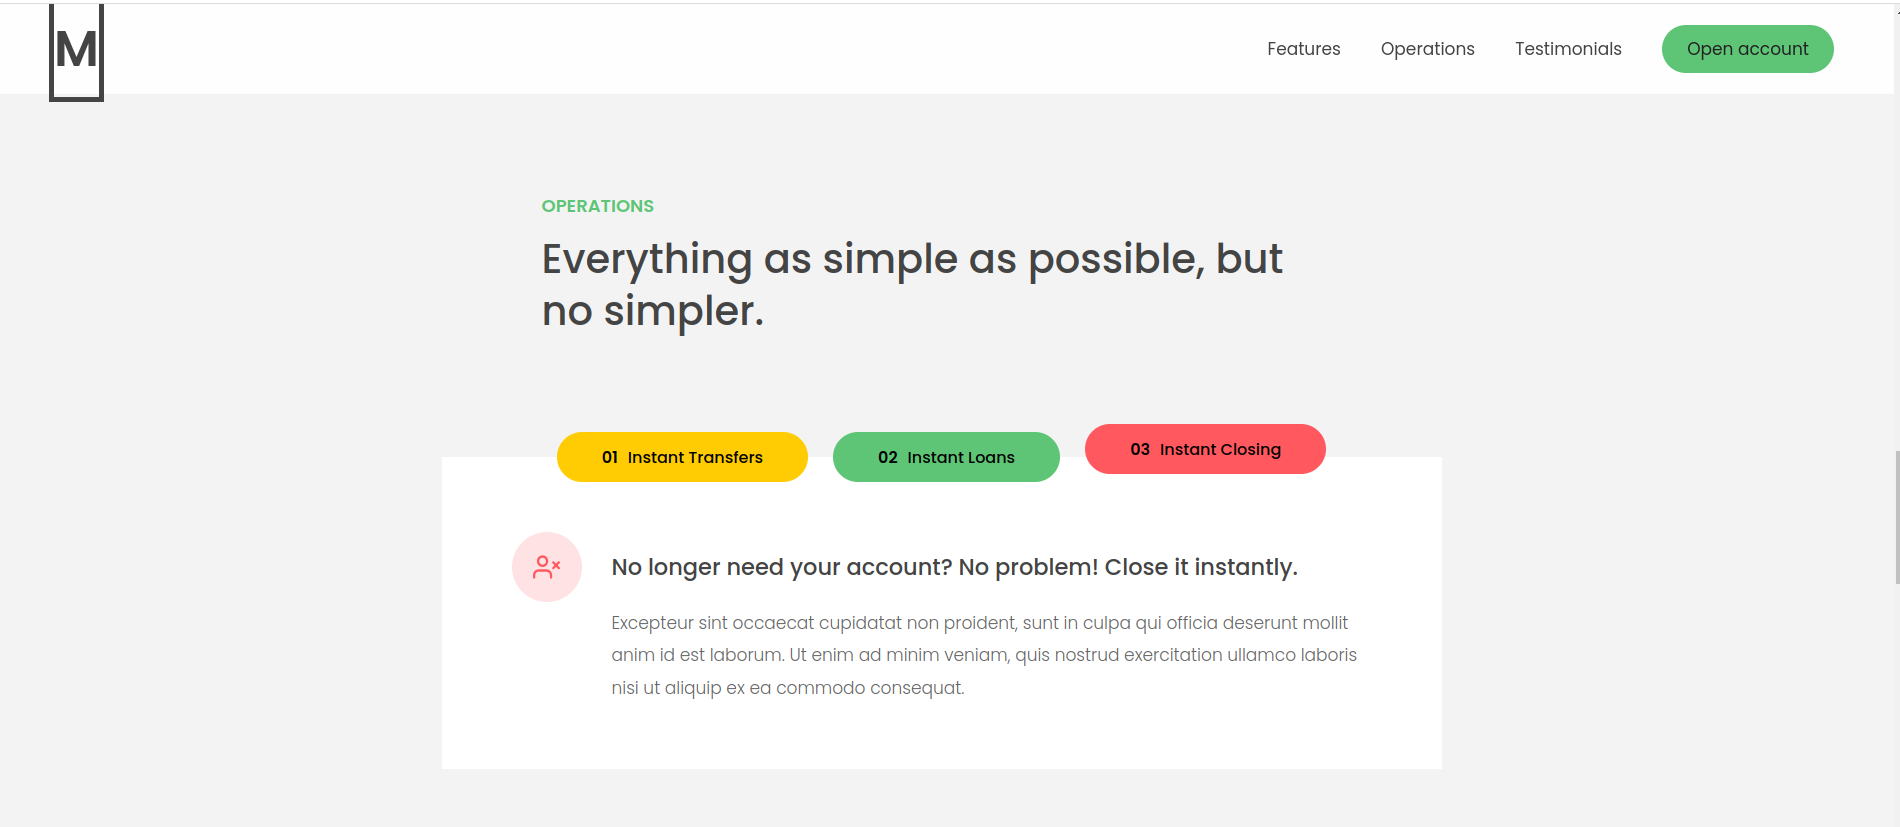 M
Features Operations Testimonials Open account
OPERATIONS
Everything as simple as possible, but
no simpler.
01 Instant Transfers 02 Instant Loans 03 Instant Closing
No longer need your account? No problem! Close it instantly.
Excepteur sint occaecat cupidatat non proident, sunt in culpa qui officia deserunt mollit
anim id est laborum. Ut enim ad minim veniam, quis nostrud exercitation ullamco laboris
nisi ut aliquip ex ea commodo consequat.